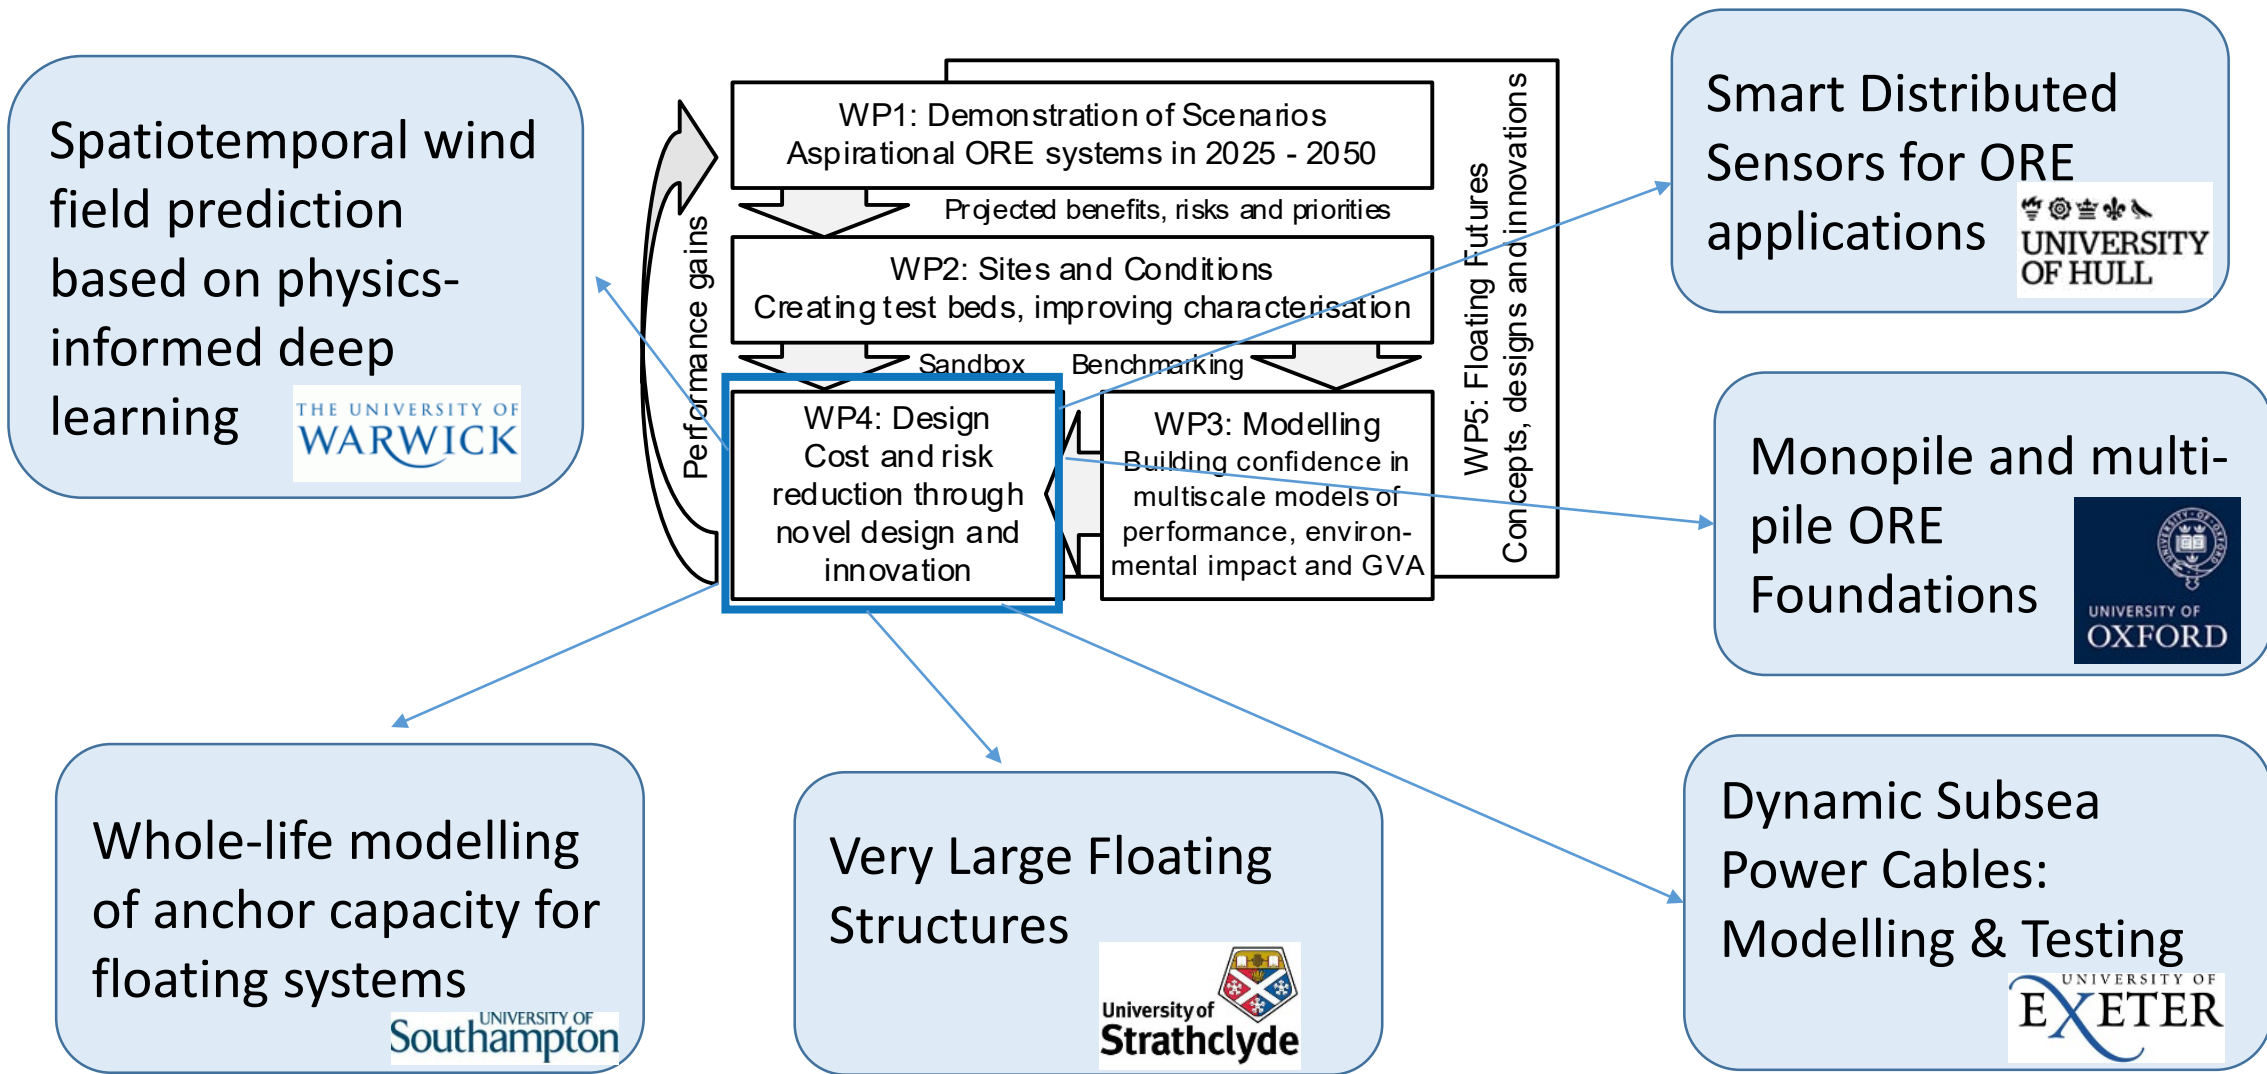 Spatiotemporal wind
field prediction
based on physics-
informed deep
learning
THE UNIVERSITY OF
WARWICK
WP1: Demonstration of Scenarios
Aspirational ORE systems in 2025 - 2050
Projected benefits, risks and priorities
WP2: Sites and Conditions
Creating test beds, improving characterisation
Sandbox
Benchmarking
Performance gains
WP4: Design
Cost and risk
reduction through
novel design and
innovation
WP3: Modelling
Building confidence in
multiscale models of
performance, environ-
mental impact and GVA
WP5: Floating Futures
Concepts, designs and innovations
Smart Distributed
Sensors for ORE
applications
UNIVERSITY
OF HULL
Monopile and multi-
pile ORE
Foundations
UNIVERSITY OF
OXFORD
Whole-life modelling
of anchor capacity for
floating systems
UNIVERSITY OF
Southampton
Very Large Floating
Structures
University of
Strathclyde
Dynamic Subsea
Power Cables:
Modelling & Testing
UNIVERSITY OF
EXETER